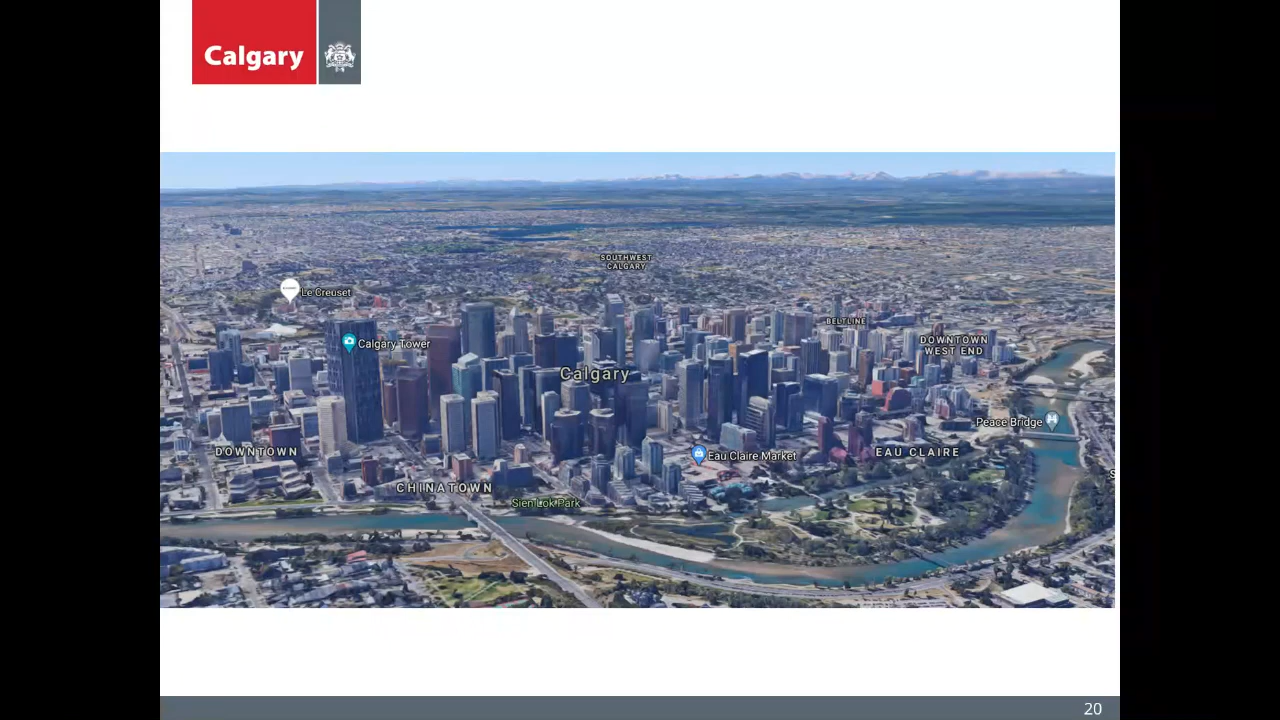 Calgary
SOUTHWEST
CALGARY
Le Creuset
BELTLINE
Calgary Tower
DOWNTOWN
WEST END
Calgary
Peace Bridge
DOWNTOWN
Eau Claire Market
EAU CLAIRE
S
CHINATOWN
Sien Lok Park
20